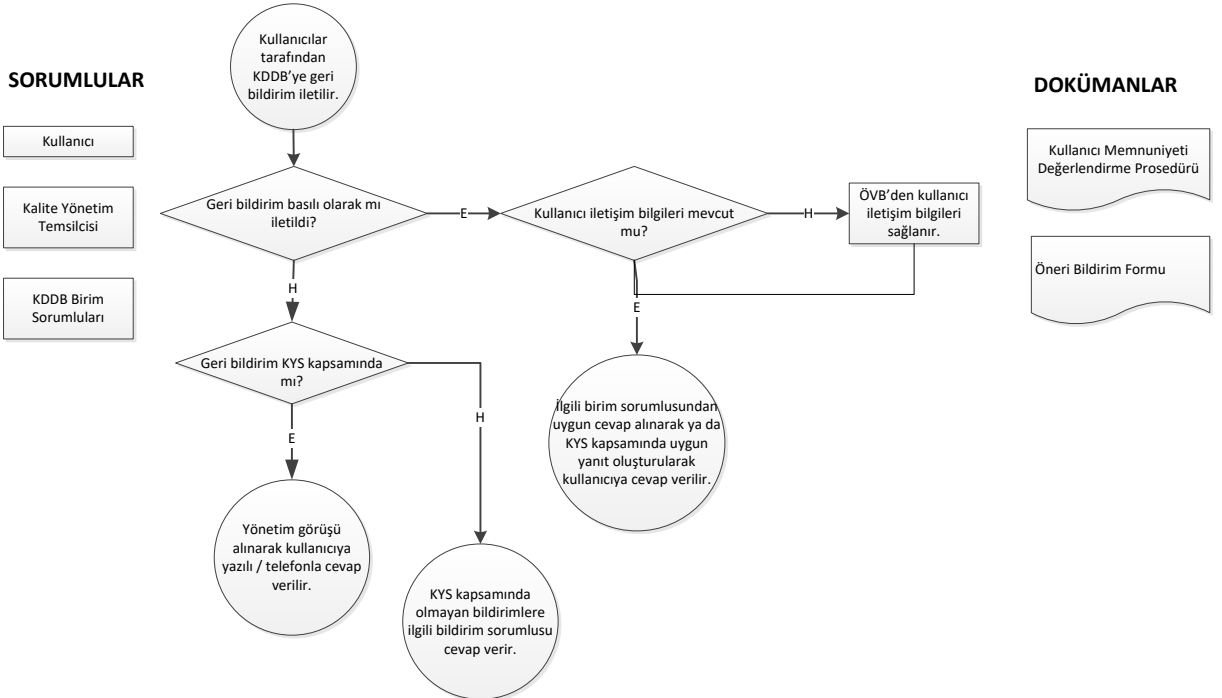 Kullanıcılar
tarafından
KDDB'ye geri
bildirim iletilir.
SORUMLULAR
Kullanıcı
Kalite Yönetim
Temsilcisi
KDDB Birim
Sorumluları
Geri bildirim basılı olarak mı
iletildi?
E
Kullanıcı iletişim bilgileri mevcut
mu?
H
ÖVB'den kullanıcı
iletişim bilgileri
sağlanır.
H
E
Geri bildirim KYS kapsamında
mı?
H
E
İlgili birim sorumlusundan
uygun cevap alınarak ya da
KYS kapsamında uygun
yanıt oluşturularak
kullanıcıya cevap verilir.
Yönetim görüşü
alınarak kullanıcıya
yazılı / telefonla cevap
verilir.
KYS kapsamında
olmayan bildirimlere
ilgili bildirim sorumlusu
cevap verir.
DOKÜMANLAR
Kullanıcı Memnuniyeti
Değerlendirme Prosedürü
Öneri Bildirim Formu